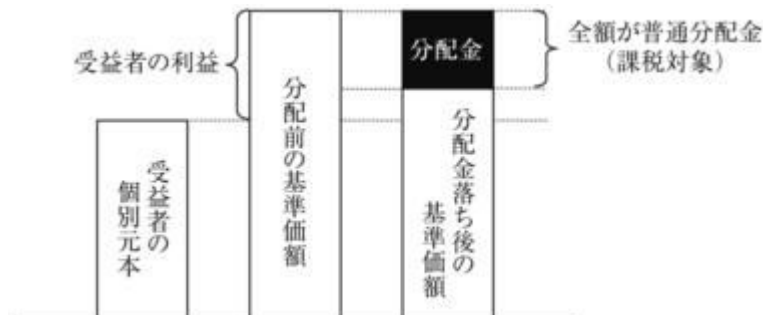 受益者の利益
受益者の
個別元本
分配前の基準価額
分配金
分配金落ち後の
基準価額
全額が普通分配金
（課税対象）